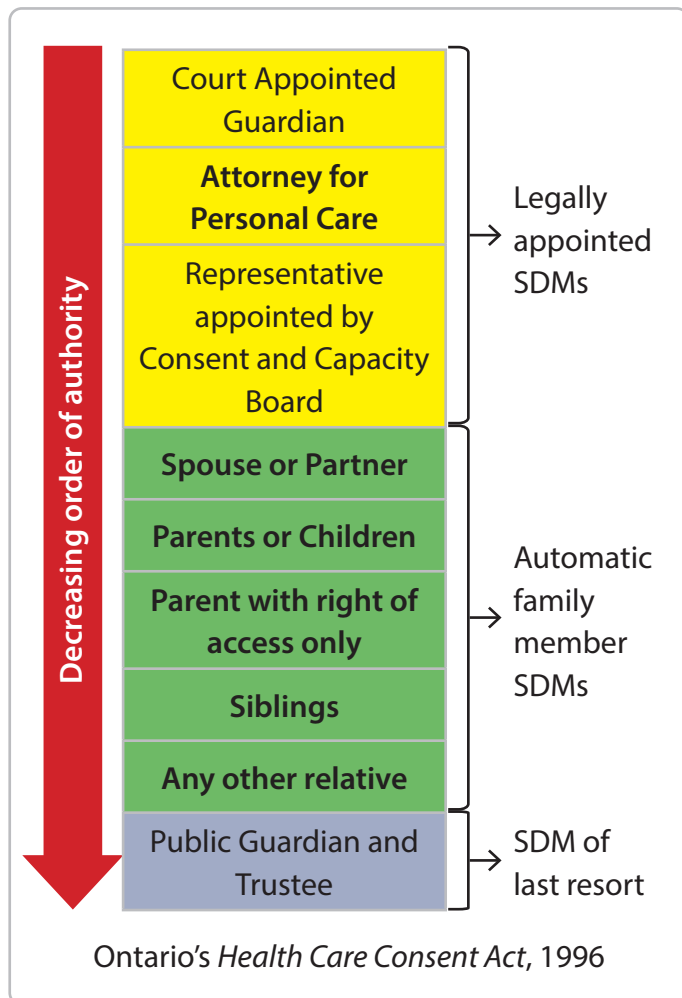 Decreasing order of authority
Court Appointed
Guardian
Attorney for
Personal Care
Representative
appointed by
Consent and Capacity
Board
Legally
appointed
SDMs
Spouse or Partner
Parents or Children
Parent with right of
access only
Siblings
Any other relative
Automatic
family
member
SDMs
Public Guardian and
Trustee
SDM of
last resort
Ontario’s Health Care Consent Act, 1996